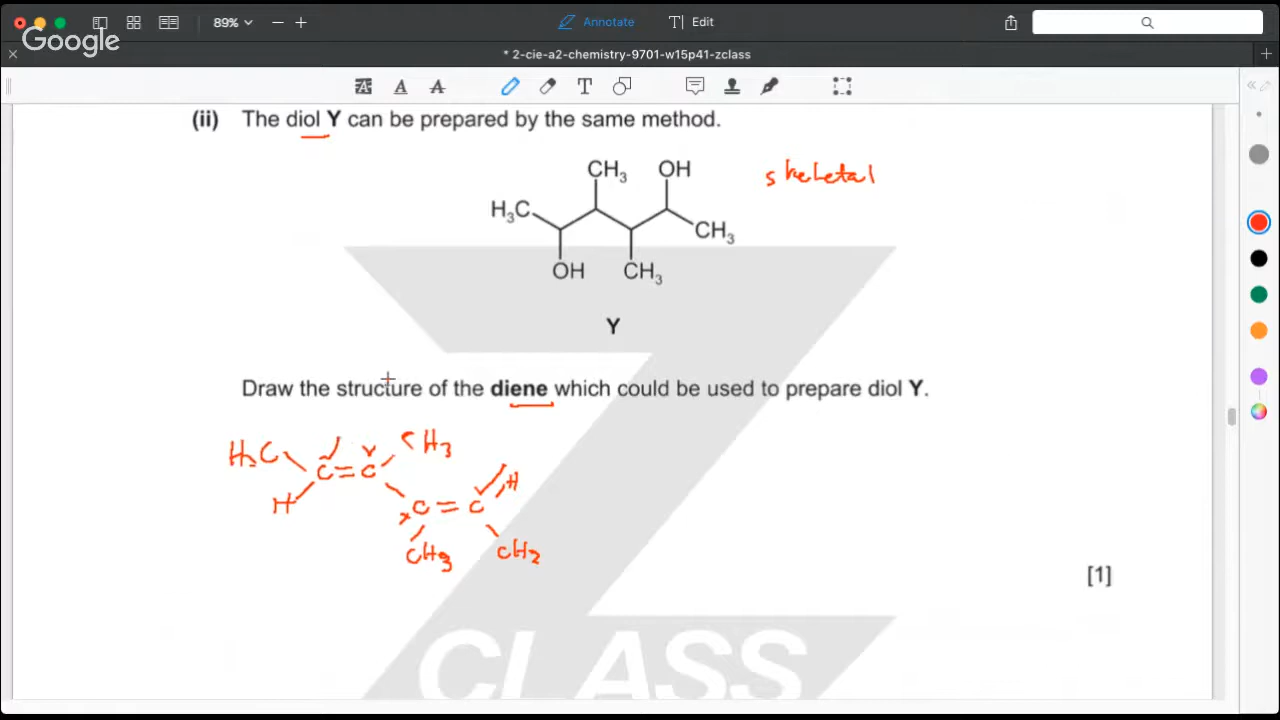 89%
Annotate
Edit
Google
* 2-cie-a2-chemistry-9701-w15p41-zclass
(ii) The diol Y can be prepared by the same method.
skeletal
CH3 OH
H3C
CH3
OH CH3
Y
Draw the structure of the diene which could be used to prepare diol Y.
H3C CH3
C=C
H H
C=C
CH3 CH2
[1]
CLASS